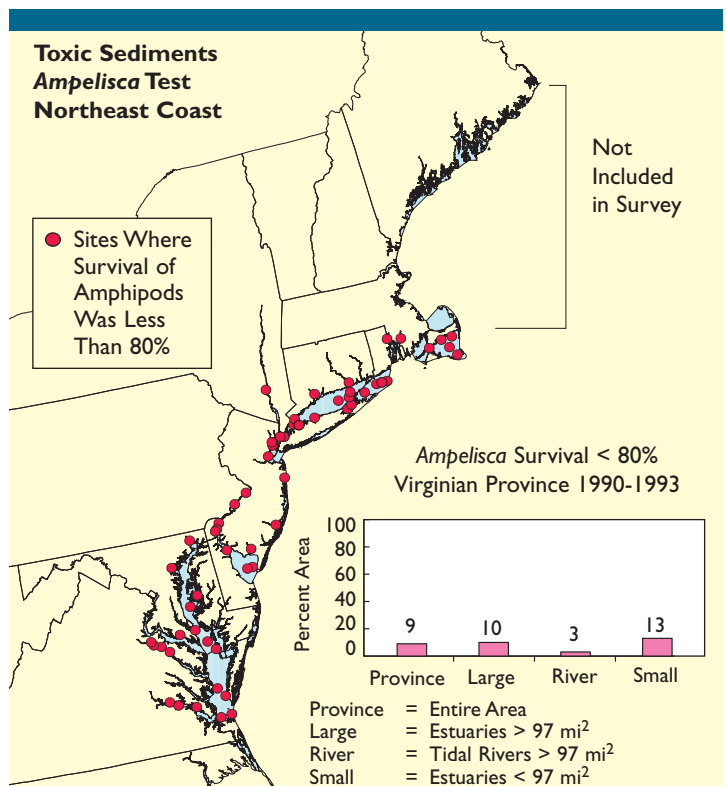 Toxic Sediments
Ampelisca Test
Northeast Coast
Not
Included
in Survey
Sites Where
Survival of
Amphipods
Was Less
Than 80%
Ampelisca Survival < 80%
Virginian Province 1990-1993
Percent Area
100
80
60
40
20
0
9
10
3
13
Province
Large
River
Small
Province = Entire Area
Large = Estuaries > 97 mi²
River = Tidal Rivers > 97 mi²
Small = Estuaries < 97 mi²